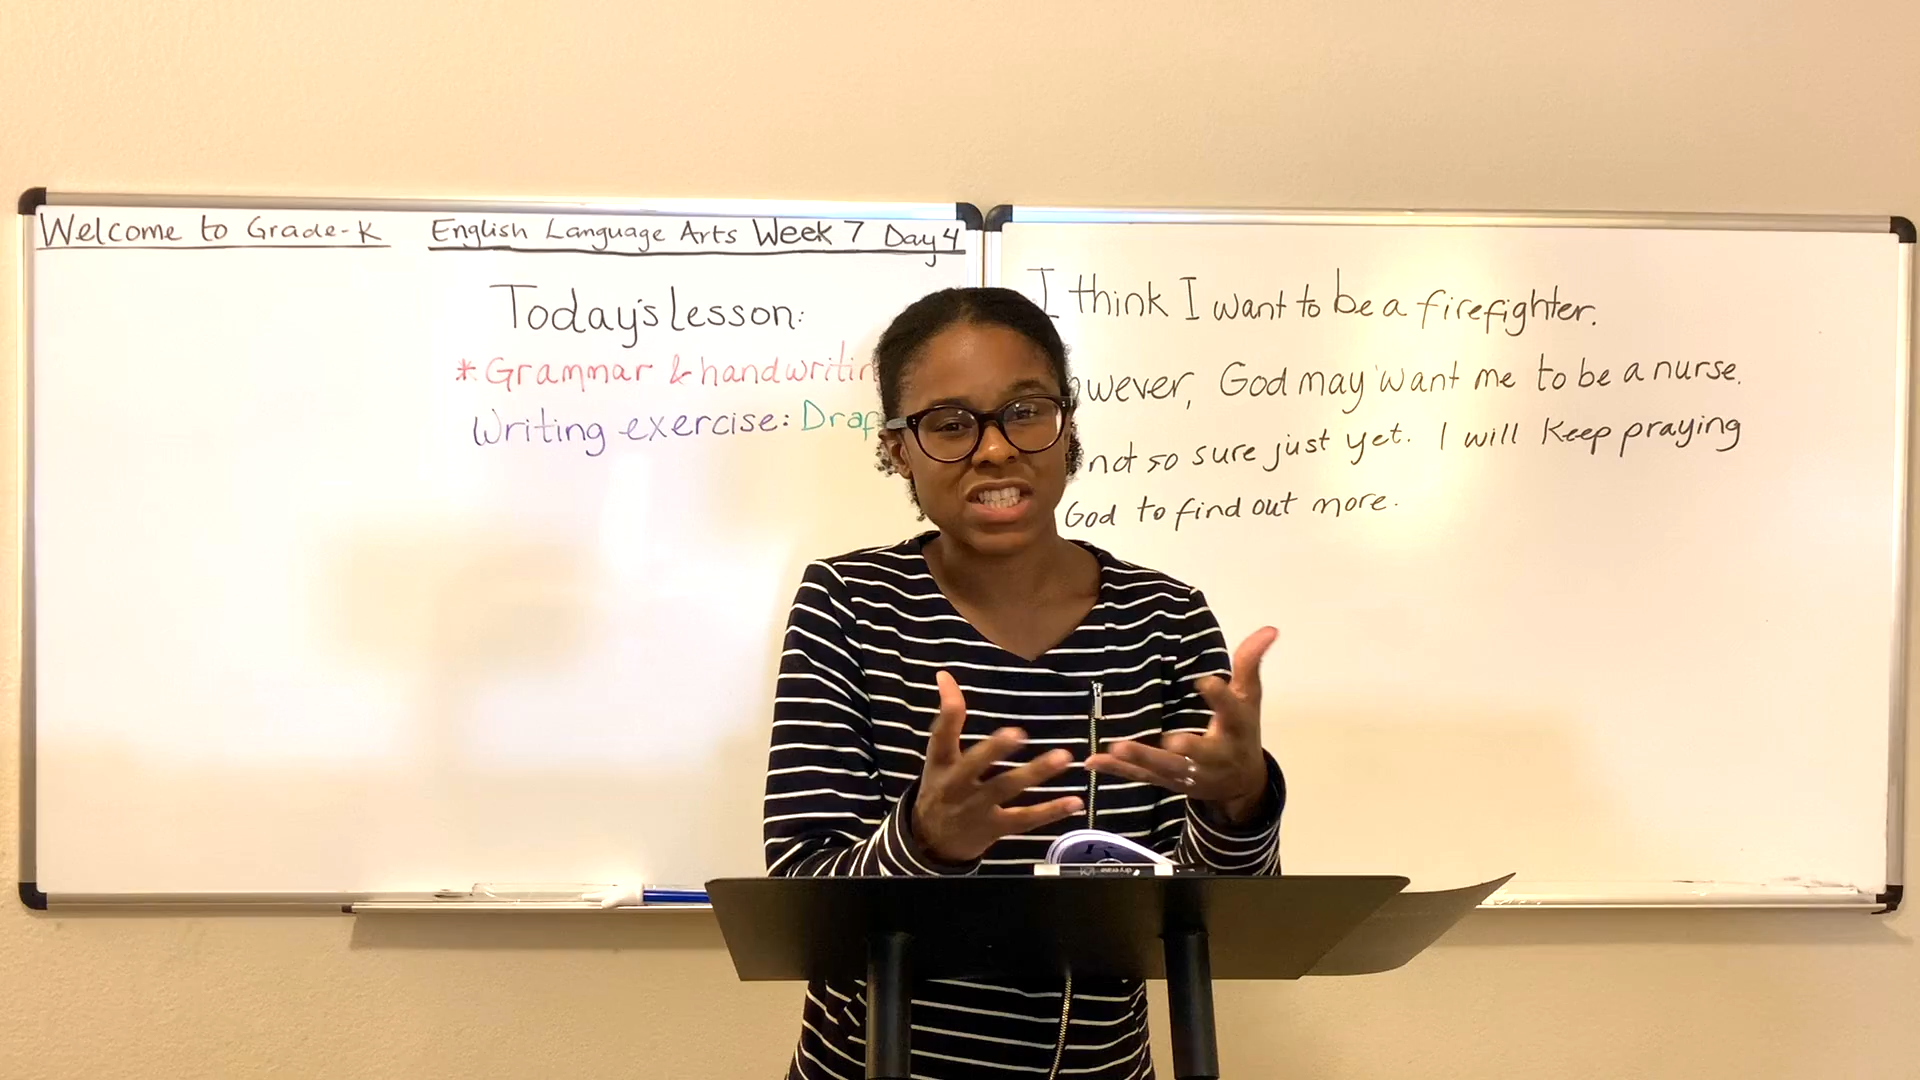 Welcome to Grade-K
English Language Arts Week 7 Day 4
Today's lesson:
* Grammar & handwritin
Writing exercise: Draf
I think I want to be a firefighter.
owever, God may want me to be a nurse.
not so sure just yet. I will keep praying
God to find out more.